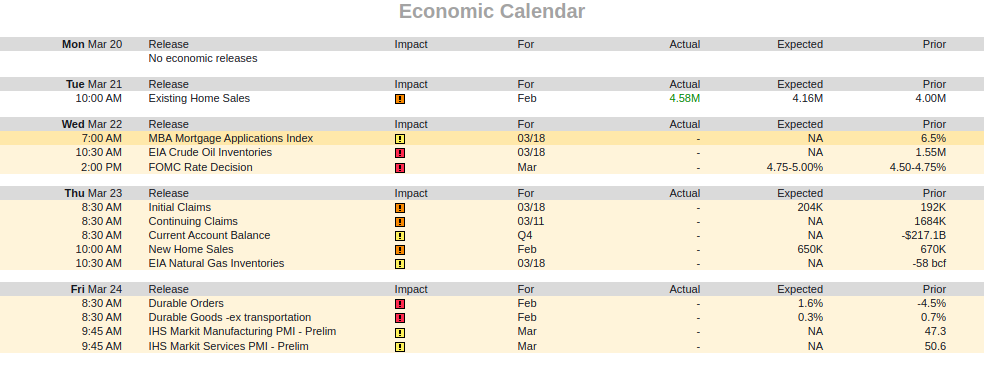 Economic Calendar
Mon Mar 20 Release Impact For Actual Expected Prior
No economic releases
Tue Mar 21 Release Impact For Actual Expected Prior
10:00 AM Existing Home Sales ! Feb 4.58M 4.16M 4.00M
Wed Mar 22 Release Impact For Actual Expected Prior
7:00 AM MBA Mortgage Applications Index ! 03/18 - NA 6.5%
10:30 AM EIA Crude Oil Inventories ! 03/18 - NA 1.55M
2:00 PM FOMC Rate Decision ! Mar - 4.75-5.00% 4.50-4.75%
Thu Mar 23 Release Impact For Actual Expected Prior
8:30 AM Initial Claims ! 03/18 - 204K 192K
8:30 AM Continuing Claims ! 03/11 - NA 1684K
8:30 AM Current Account Balance ! Q4 - NA -$217.1B
10:00 AM New Home Sales ! Feb - 650K 670K
10:30 AM EIA Natural Gas Inventories ! 03/18 - NA -58 bcf
Fri Mar 24 Release Impact For Actual Expected Prior
8:30 AM Durable Orders ! Feb - 1.6% -4.5%
8:30 AM Durable Goods -ex transportation ! Feb - 0.3% 0.7%
9:45 AM IHS Markit Manufacturing PMI - Prelim ! Mar - NA 47.3
9:45 AM IHS Markit Services PMI - Prelim ! Mar - NA 50.6